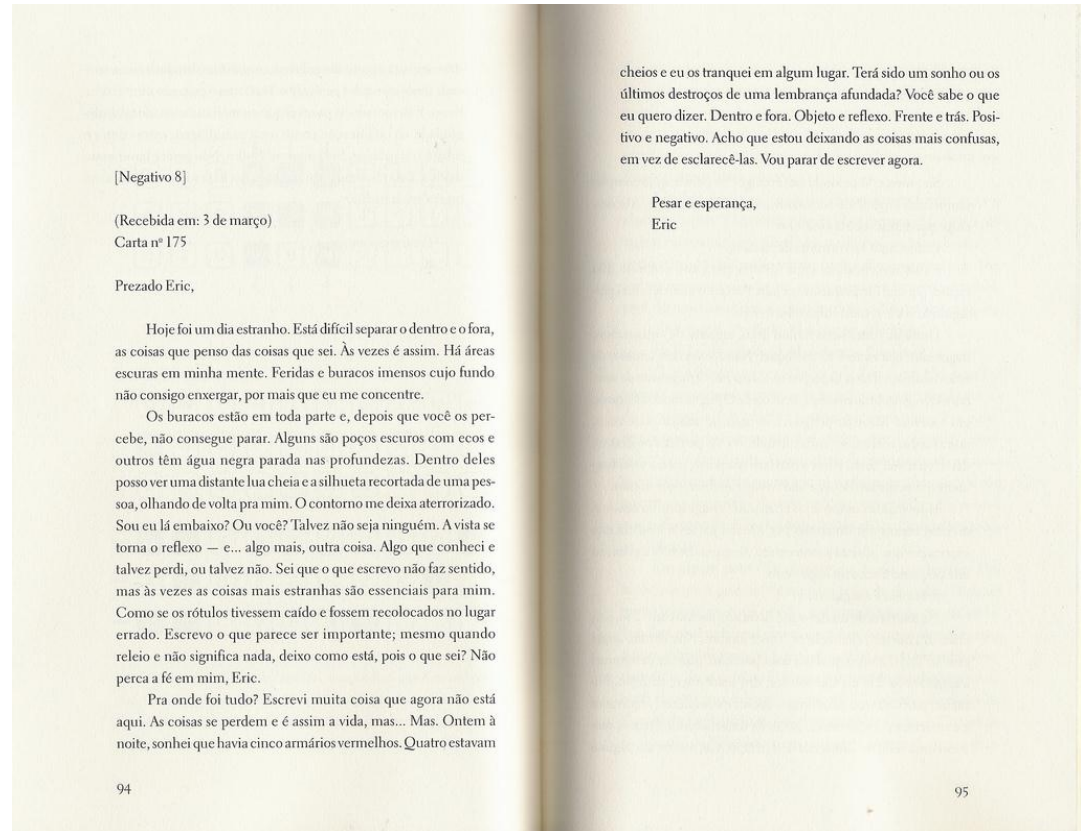 [Negativo 8]
(Recebida em: 3 de março)
Carta nº 175
Prezado Eric,
Hoje foi um dia estranho. Está difícil separar o dentro e o fora,
as coisas que penso das coisas que sei. Às vezes é assim. Há áreas
escuras em minha mente. Feridas e buracos imensos cujo fundo
não consigo enxergar, por mais que eu me concentre.
Os buracos estão em toda parte e, depois que você os per-
cebe, não consegue parar. Alguns são poços escuros com ecos e
outros têm água negra parada nas profundezas. Dentro deles
posso ver uma distante lua cheia e a silhueta recortada de uma pes-
soa, olhando de volta pra mim. O contorno me deixa aterrorizado.
Sou eu lá embaixo? Ou você? Talvez não seja ninguém. A vista se
torna o reflexo — e... algo mais, outra coisa. Algo que conheci e
talvez perdi, ou talvez não. Sei que o que escrevo não faz sentido,
mas às vezes as coisas mais estranhas são essenciais para mim.
Como se os rótulos tivessem caído e fossem recolocados no lugar
errado. Escrevo o que parece ser importante; mesmo quando
releio e não significa nada, deixo como está, pois o que sei? Não
perca a fé em mim, Eric.
Pra onde foi tudo? Escrevi muita coisa que agora não está
aqui. As coisas se perdem e é assim a vida, mas... Mas. Ontem à
noite, sonhei que havia cinco armários vermelhos. Quatro estavam
94
cheios e eu os tranquei em algum lugar. Terá sido um sonho ou os
últimos destroços de uma lembrança afundada? Você sabe o que
eu quero dizer. Dentro e fora. Objeto e reflexo. Frente e trás. Posi-
tivo e negativo. Acho que estou deixando as coisas mais confusas,
em vez de esclarecê-las. Vou parar de escrever agora.
Pesar e esperança,
Eric
95